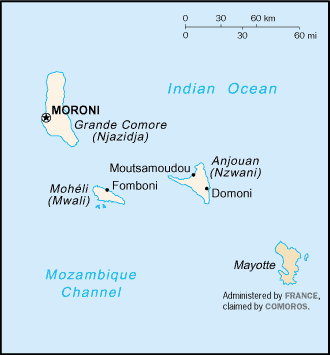 0 30 60 km
0 30 60 mi
Indian Ocean
MORONI
Grande Comore
(Njazidja)
Moutsamoudou
Anjouan
(Nzwani)
Mohéli
(Mwali)
Fomboni
Domoni
Mozambique
Channel
Mayotte
Administered by FRANCE,
claimed by COMOROS.